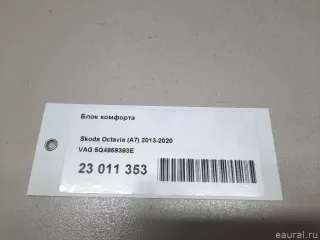 Блок комфорта
Skoda Octavia (A7) 2013-2020
VAG 5Q4959393E
23 011 353
eaural.ru